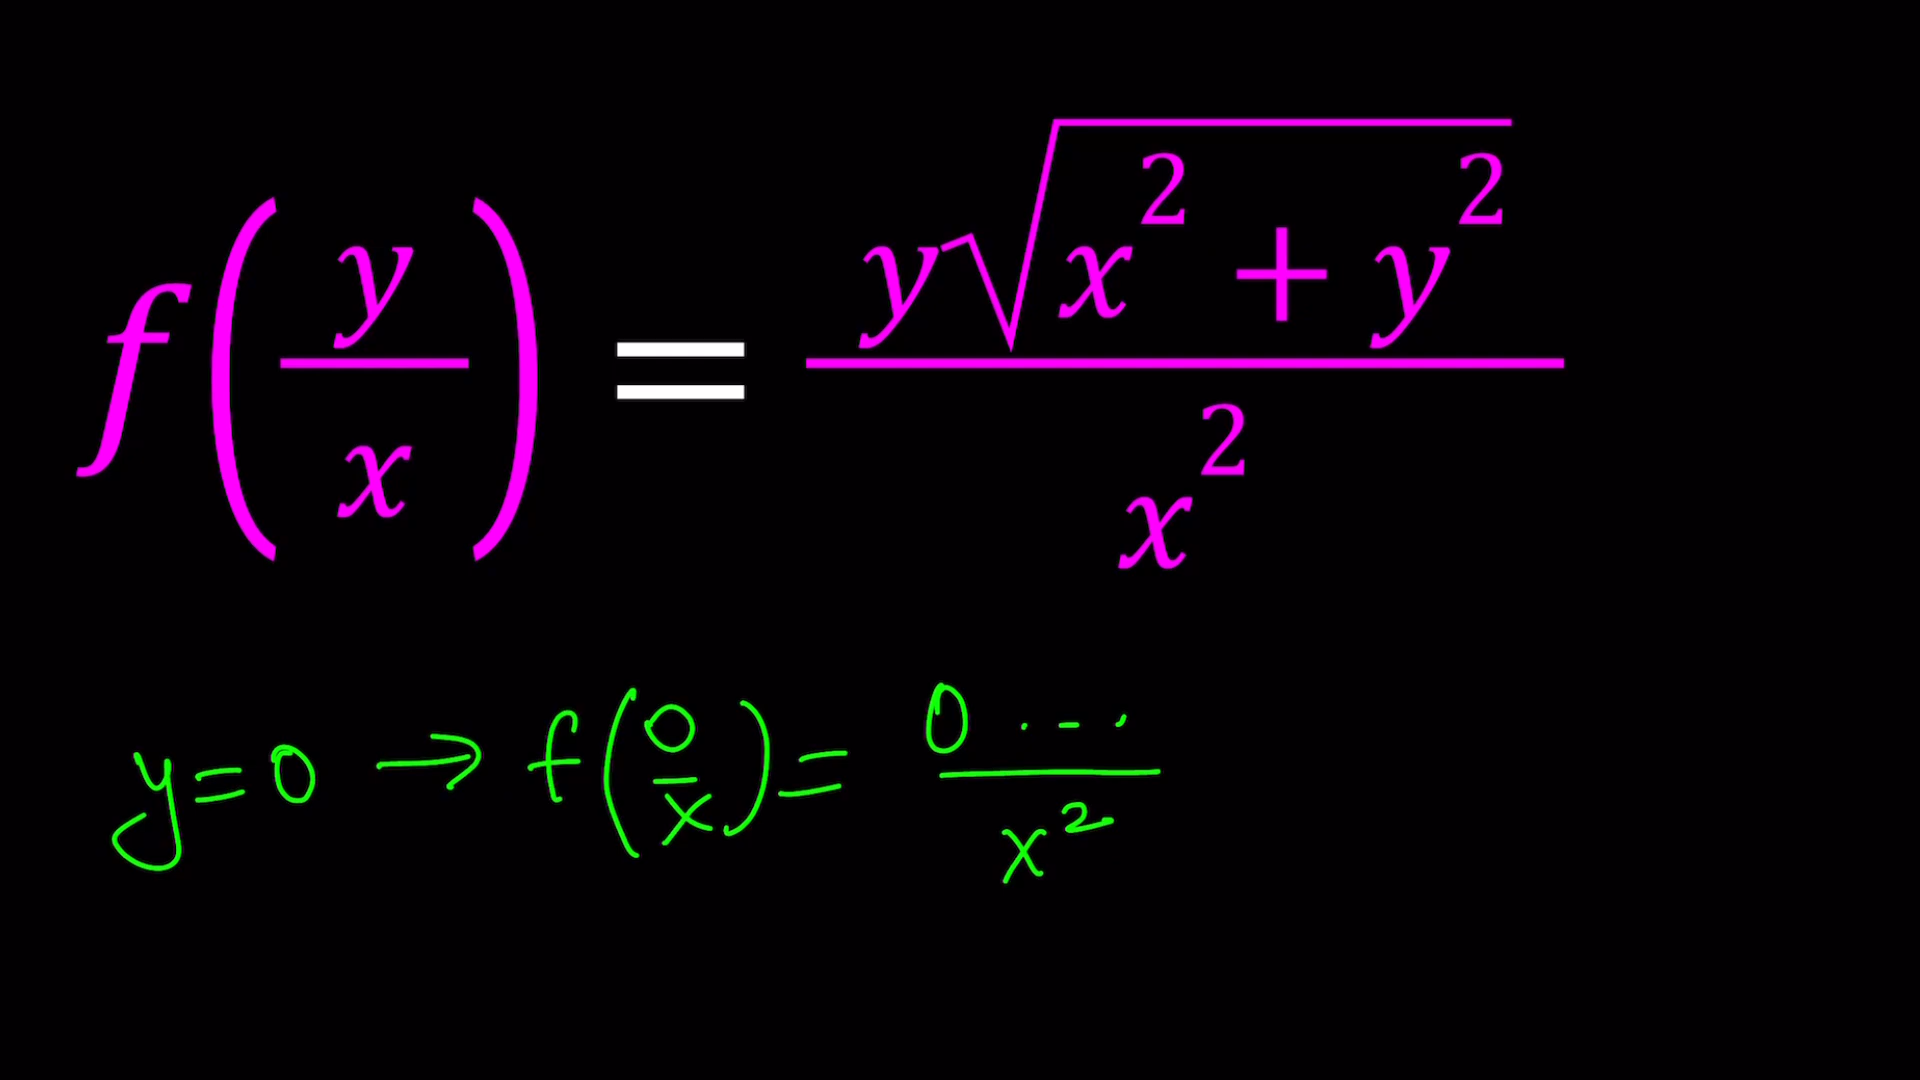 f(y/x) = y√(x² + y²) / x²
y=0 → f(0/x) = 0 ... / x²